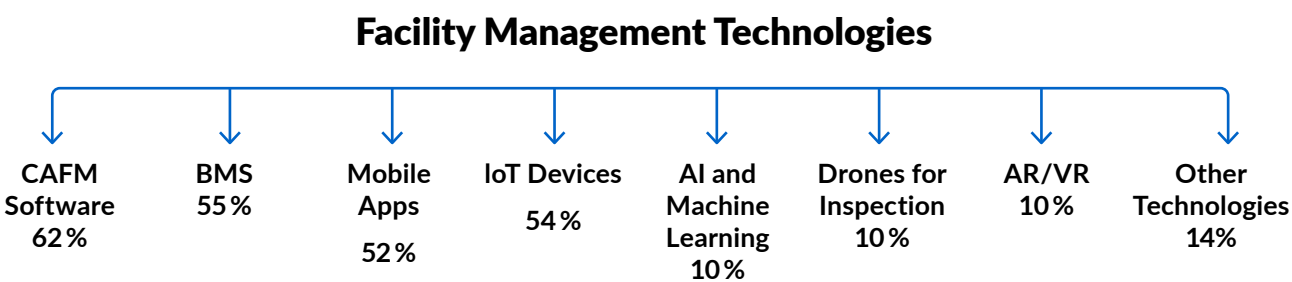 Facility Management Technologies
CAFM
Software
62%
BMS
55%
Mobile
Apps
52%
IoT Devices
54%
AI and
Machine
Learning
10%
Drones for
Inspection
10%
AR/VR
10%
Other
Technologies
14%